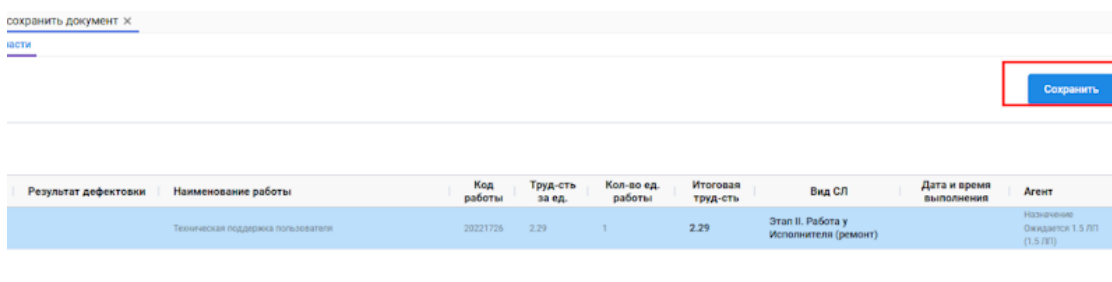 сохранить документ ×
части
Сохранить
Результат дефектовки Наименование работы Код работы Труд-сть за ед. Кол-во ед. работы Итоговая труд-сть Вид СЛ Дата и время выполнения Агент
Техническая поддержка пользователя 20221726 2.29 1 2.29 Этап II. Работа у Исполнителя (ремонт) Назначение Ожидается 1.5 ЛП (1.5 ЛП)